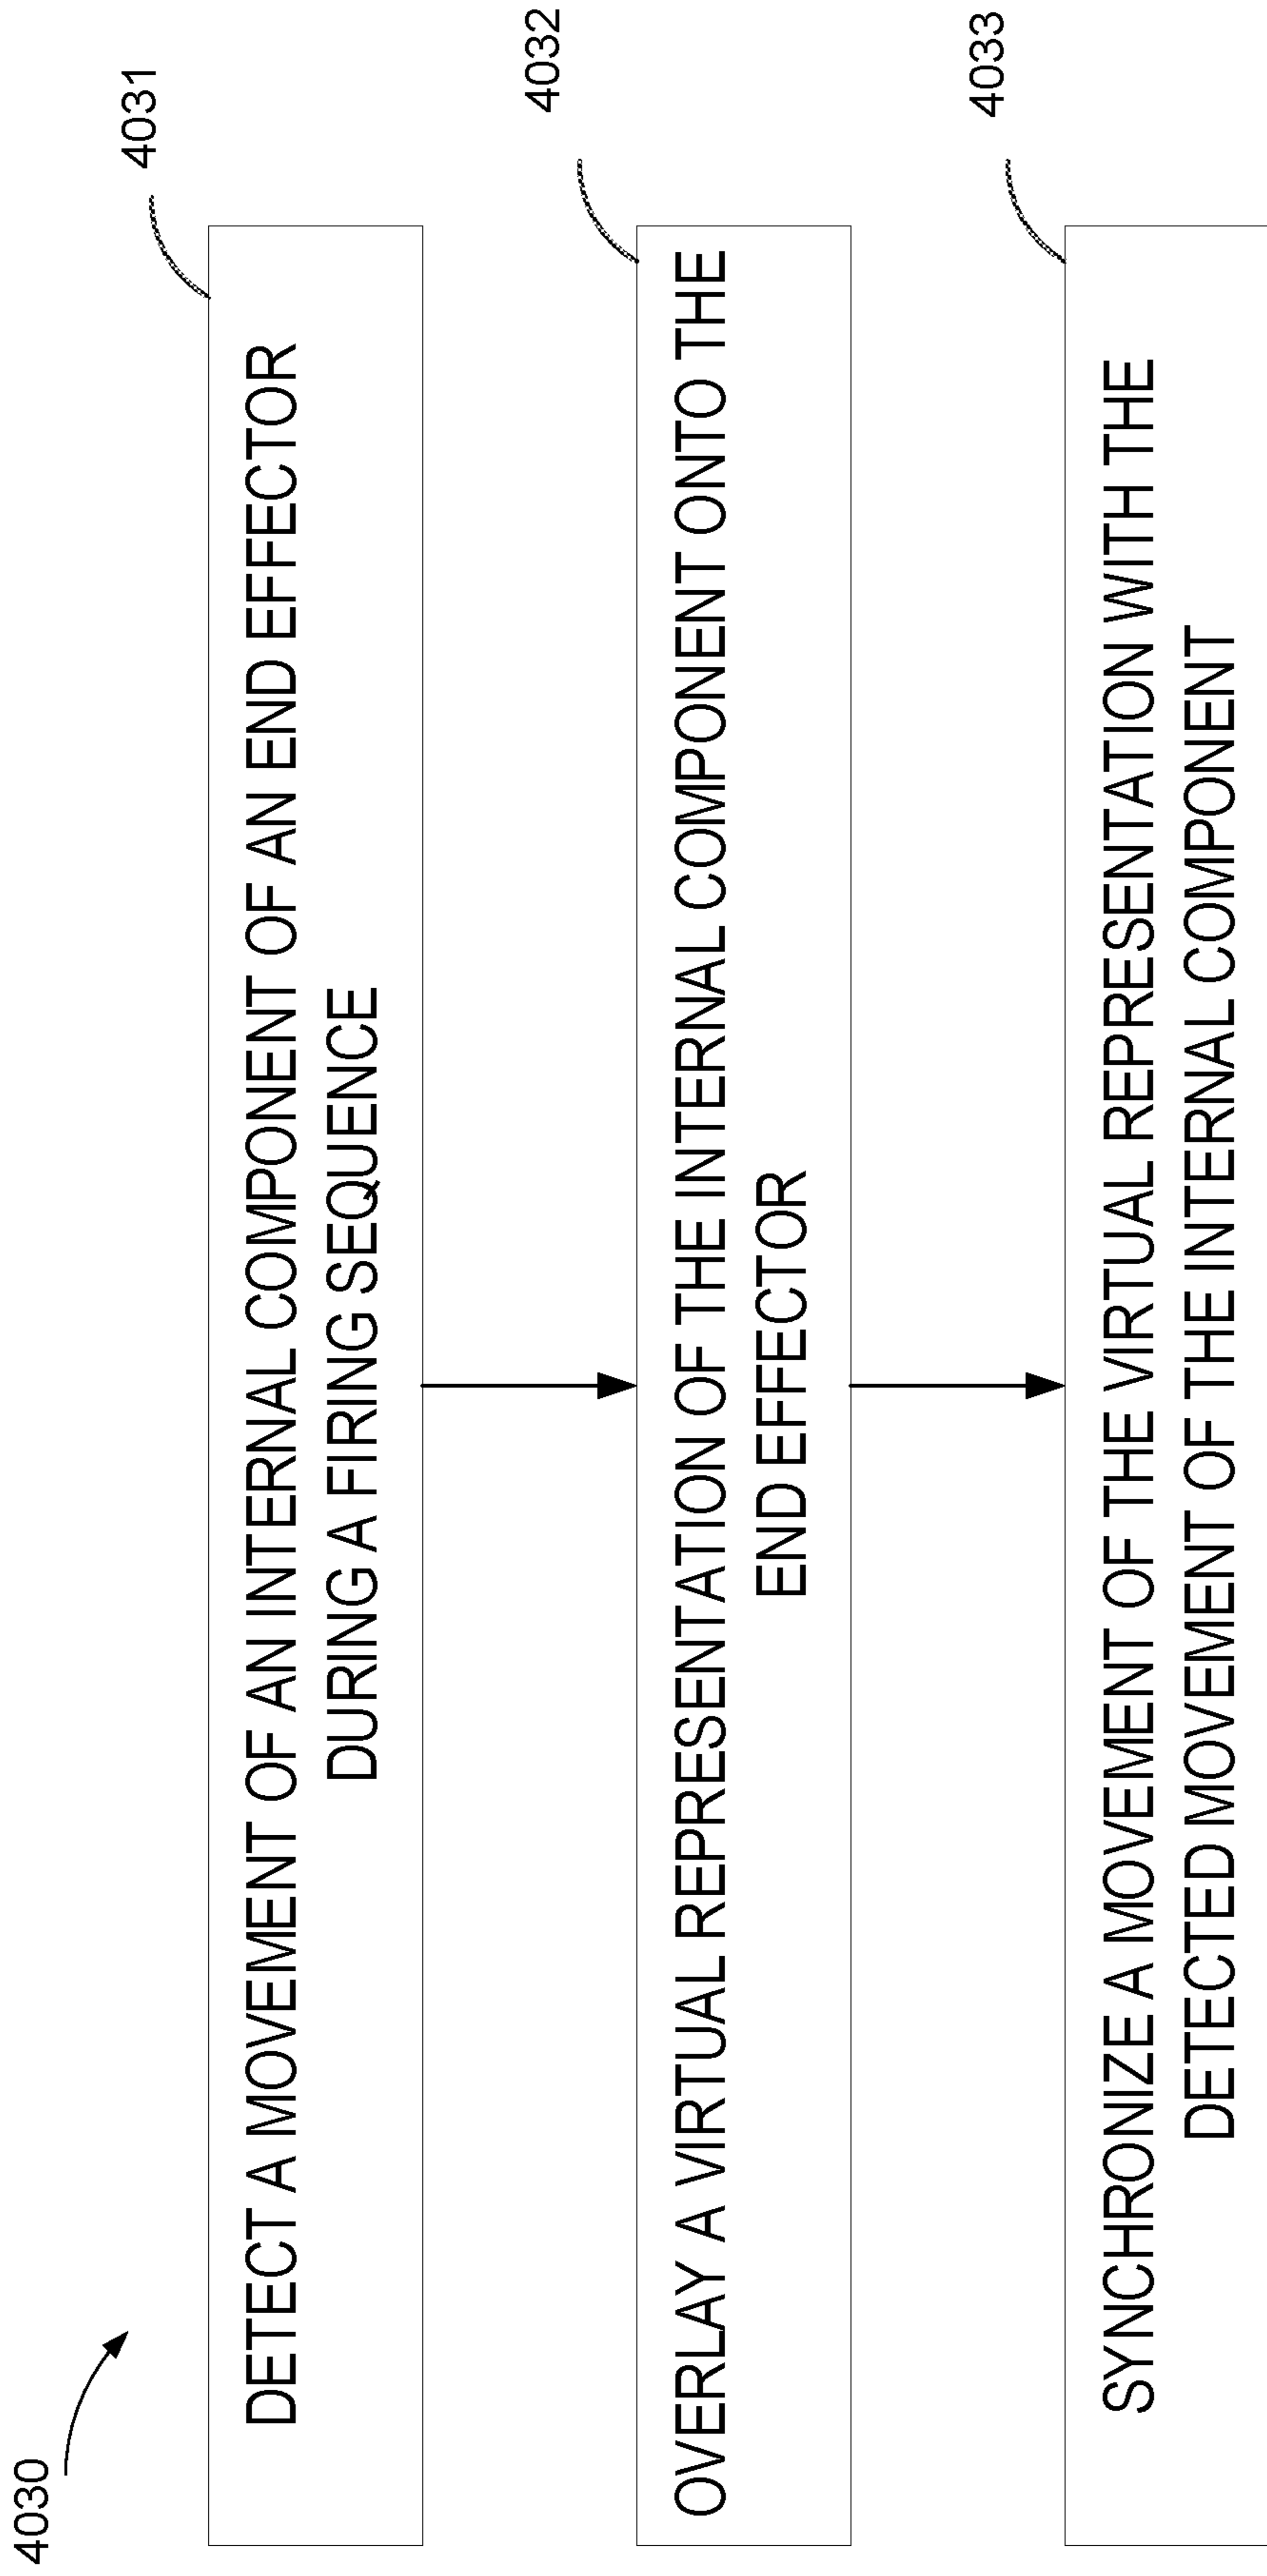 4030
4031
DETECT A MOVEMENT OF AN INTERNAL COMPONENT OF AN END EFFECTOR
DURING A FIRING SEQUENCE
4032
OVERLAY A VIRTUAL REPRESENTATION OF THE INTERNAL COMPONENT ONTO THE
END EFFECTOR
4033
SYNCHRONIZE A MOVEMENT OF THE VIRTUAL REPRESENTATION WITH THE
DETECTED MOVEMENT OF THE INTERNAL COMPONENT